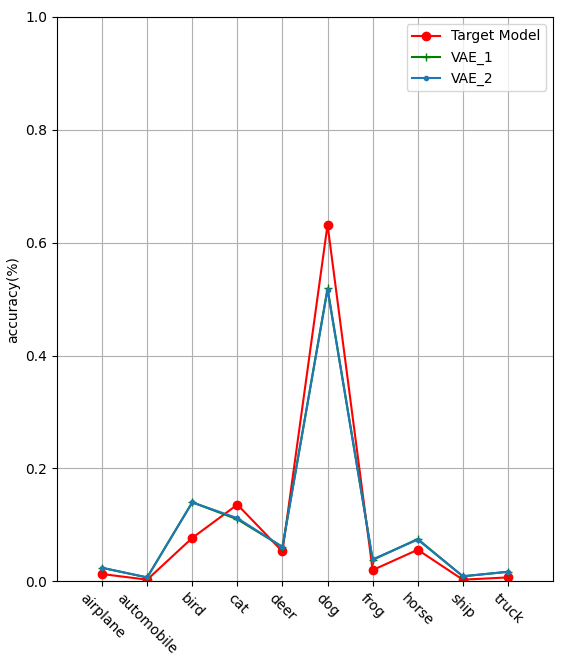 Target Model
VAE_1
VAE_2
accuracy(%)
1.0
0.8
0.6
0.4
0.2
0.0
airplane
automobile
bird
cat
deer
dog
frog
horse
ship
truck